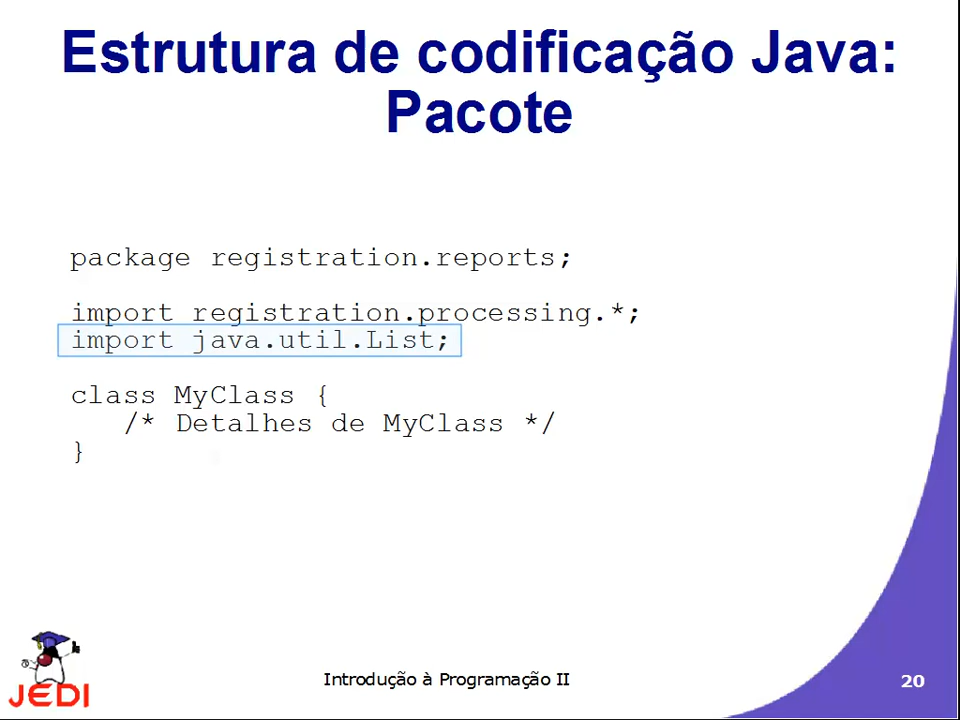 Estrutura de codificação Java:
Pacote
package registration.reports;
import registration.processing.*;
import java.util.List;
class MyClass {
/* Detalhes de MyClass */
}
JEDI
Introdução à Programação II
20